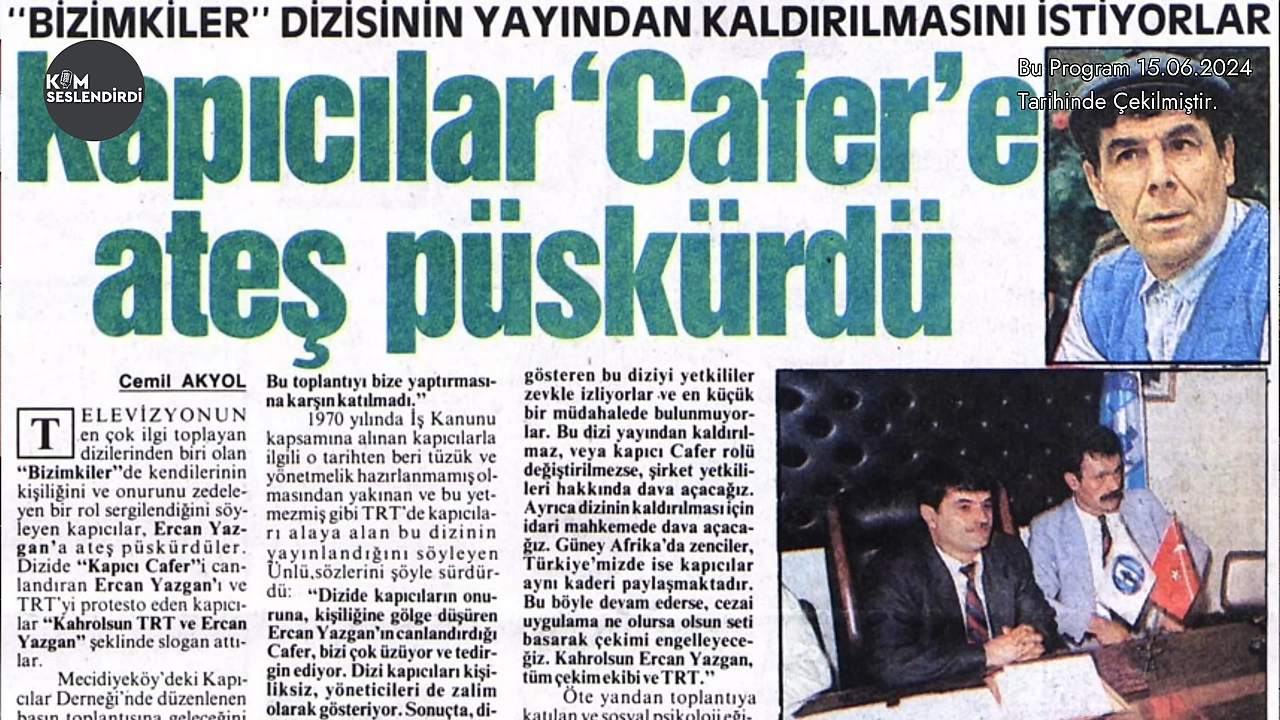 "BİZİMKİLER" DİZİSİNİN YAYINDAN KALDIRILMASINI İSTİYORLAR
Kapıcılar 'Cafer'e
ateş püskürdü
KİM
SESLENDİRDİ
Bu Program 15.06.2024
Tarihinde Çekilmiştir.
Cemil AKYOL
TELEVİZYONUN
en çok ilgi toplayan
dizilerinden biri olan
"Bizimkiler"de kendilerinin
kişiliğini ve onurunu zedele-
yen bir rol sergilendiğini söy-
leyen kapıcılar, Ercan Yaz-
gan'a ateş püskürdüler.
Dizide "Kapıcı Cafer"i can-
landıran Ercan Yazgan'ı ve
TRT'yi protesto eden kapıcı-
lar "Kahrolsun TRT ve Ercan
Yazgan" şeklinde slogan attı-
lar.
Mecidiyeköy'deki Kapı-
cılar Derneği'nde düzenlenen
basın toplantısına geleceğini
Bu toplantıyı bize yaptırması-
na karşın katılmadı."
1970 yılında İş Kanunu
kapsamına alınan kapıcılarla
ilgili o tarihten beri tüzük ve
yönetmelik hazırlanmamış ol-
masından yakınan ve bu yet-
mezmiş gibi TRT'de kapıcıla-
rı alaya alan bu dizinin
yayınlandığını söyleyen
Ünlü,sözlerini şöyle sürdür-
dü: "Dizide kapıcıların onu-
runa, kişiliğine gölge düşüren
Ercan Yazgan'ın canlandırdığı
Cafer, bizi çok üzüyor ve tedir-
gin ediyor. Dizi kapıcıları kişi-
liksiz, yöneticileri de zalim
olarak gösteriyor. Sonuçta, di-
gösteren bu diziyi yetkililer
zevkle izliyorlar ve en küçük
bir müdahalede bulunmuyor-
lar. Bu dizi yayından kaldırıl-
maz, veya kapıcı Cafer rolü
değiştirilmezse, şirket yetkili-
leri hakkında dava açacağız.
Ayrıca dizinin kaldırılması için
idari mahkemede dava açaca-
ğız. Güney Afrika'da zenciler,
Türkiye'mizde ise kapıcılar
aynı kaderi paylaşmaktadır.
Bu böyle devam ederse, cezai
uygulama ne olursa olsun seti
basarak çekimi engelleyece-
ğiz. Kahrolsun Ercan Yazgan,
tüm çekim ekibi ve TRT."
Öte yandan toplantıya
katılan ve sosyal psikoloji eği-